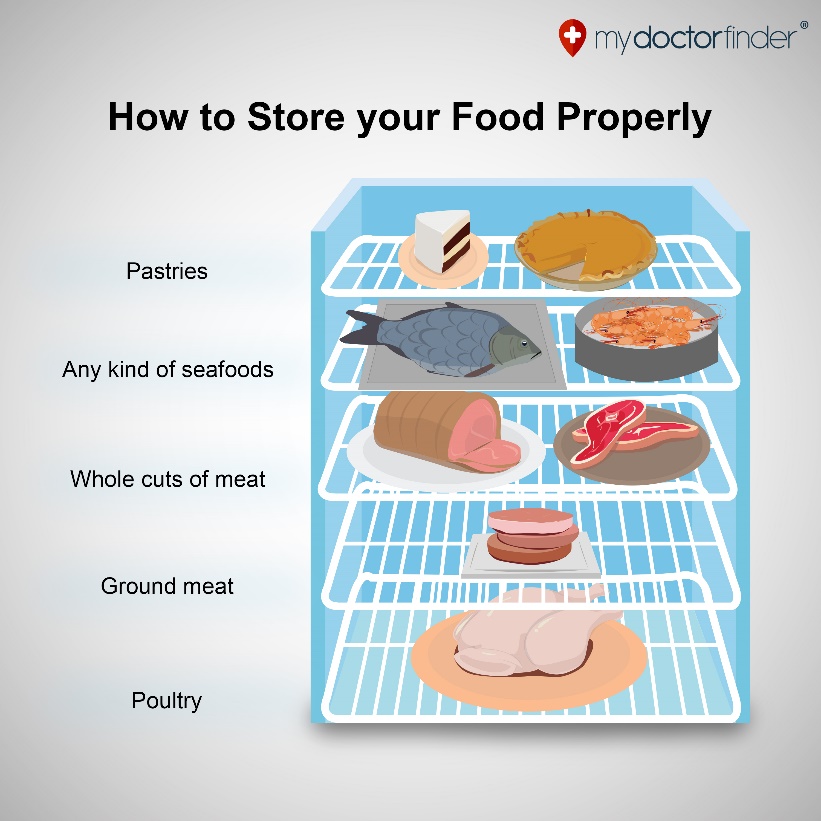 mydoctorfinder®
How to Store your Food Properly
Pastries
Any kind of seafoods
Whole cuts of meat
Ground meat
Poultry